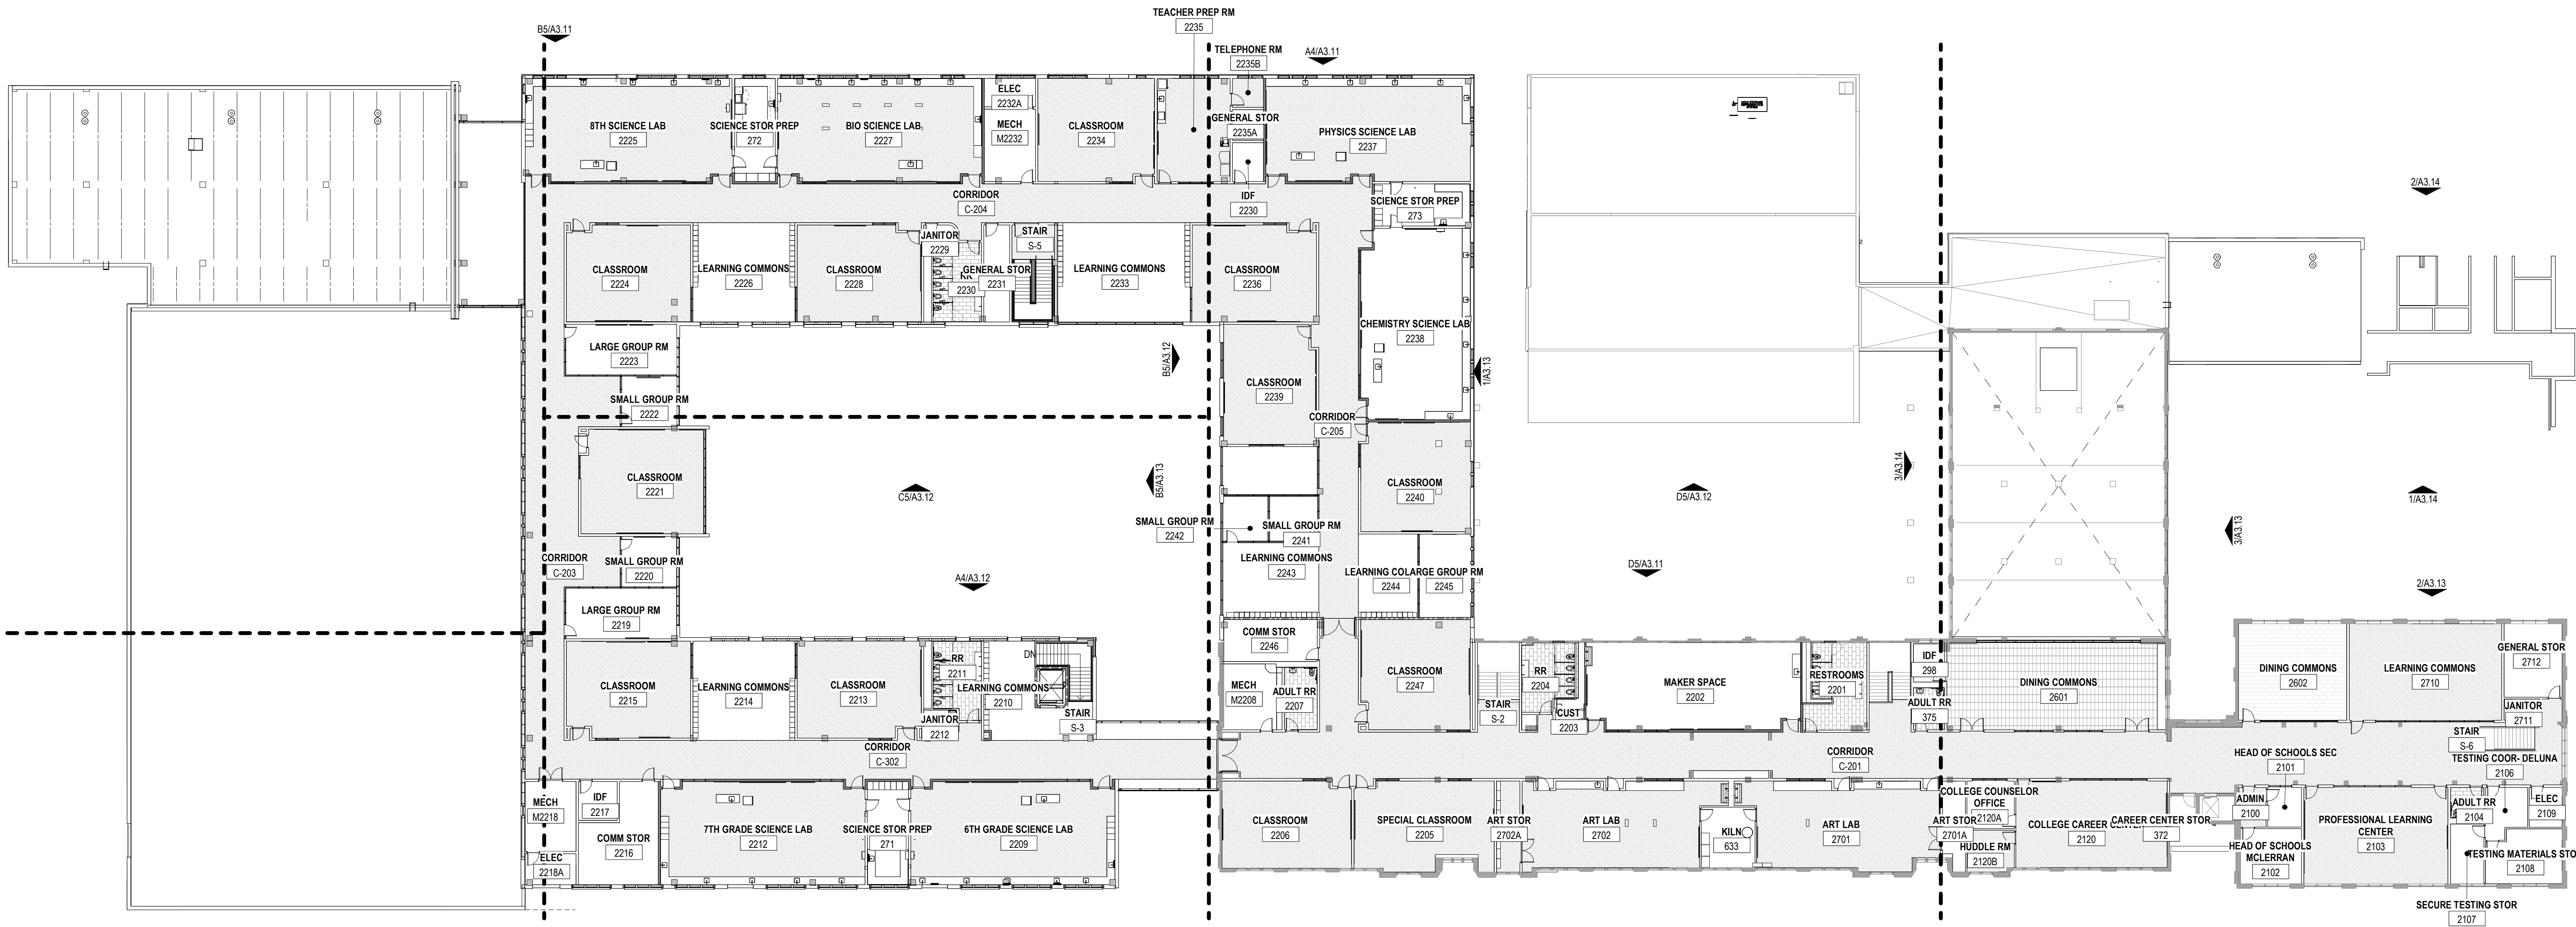 TEACHER PREP RM
2235
B5/A3.11
TELEPHONE RM
2235B
A4/A3.11
ELEC
2232A
MECH
M2232
8TH SCIENCE LAB
2225
SCIENCE STOR PREP
272
BIO SCIENCE LAB
2227
CLASSROOM
2234
GENERAL STOR
2235A
PHYSICS SCIENCE LAB
2237
2/A3.14
CORRIDOR
C-204
IDF
2230
SCIENCE STOR PREP
273
JANITOR
2229
STAIR
S-5
CLASSROOM
2224
LEARNING COMMONS
2226
CLASSROOM
2228
RR
2230
GENERAL STOR
2231
LEARNING COMMONS
2233
CLASSROOM
2236
CHEMISTRY SCIENCE LAB
2238
LARGE GROUP RM
2223
B5/A3.12
1/A3.13
SMALL GROUP RM
2222
CLASSROOM
2239
CORRIDOR
C-205
CLASSROOM
2221
C5/A3.12
B5/A3.13
CLASSROOM
2240
D5/A3.12
3/A3.14
1/A3.14
3/A3.13
SMALL GROUP RM
2242
SMALL GROUP RM
2241
CORRIDOR
C-203
SMALL GROUP RM
2220
A4/A3.12
LEARNING COMMONS
2243
LEARNING CO
2244
LARGE GROUP RM
2245
D5/A3.11
2/A3.13
LARGE GROUP RM
2219
COMM STOR
2246
CLASSROOM
2215
LEARNING COMMONS
2214
CLASSROOM
2213
RR
2211
LEARNING COMMONS
2210
DN
STAIR
S-3
JANITOR
2212
MECH
M2208
ADULT RR
2207
CLASSROOM
2247
STAIR
S-2
RR
2204
CUST
2203
MAKER SPACE
2202
RESTROOMS
2201
IDF
298
ADULT RR
375
DINING COMMONS
2601
DINING COMMONS
2602
LEARNING COMMONS
2710
GENERAL STOR
2712
JANITOR
2711
STAIR
S-6
CORRIDOR
C-302
CORRIDOR
C-201
HEAD OF SCHOOLS SEC
2101
TESTING COOR- DELUNA
2106
MECH
M2218
IDF
2217
COMM STOR
2216
ELEC
2218A
7TH GRADE SCIENCE LAB
2212
SCIENCE STOR PREP
271
6TH GRADE SCIENCE LAB
2209
CLASSROOM
2206
SPECIAL CLASSROOM
2205
ART STOR
2702A
ART LAB
2702
KILN
633
ART LAB
2701
ART STOR
2701A
COLLEGE COUNSELOR
OFFICE
2120A
HUDDLE RM
2120B
COLLEGE CAREER CENTER
2120
CAREER CENTER STOR
372
ADMIN
2100
HEAD OF SCHOOLS
MCLERRAN
2102
PROFESSIONAL LEARNING
CENTER
2103
ADULT RR
2104
ELEC
2109
TESTING MATERIALS STO
2108
SECURE TESTING STOR
2107